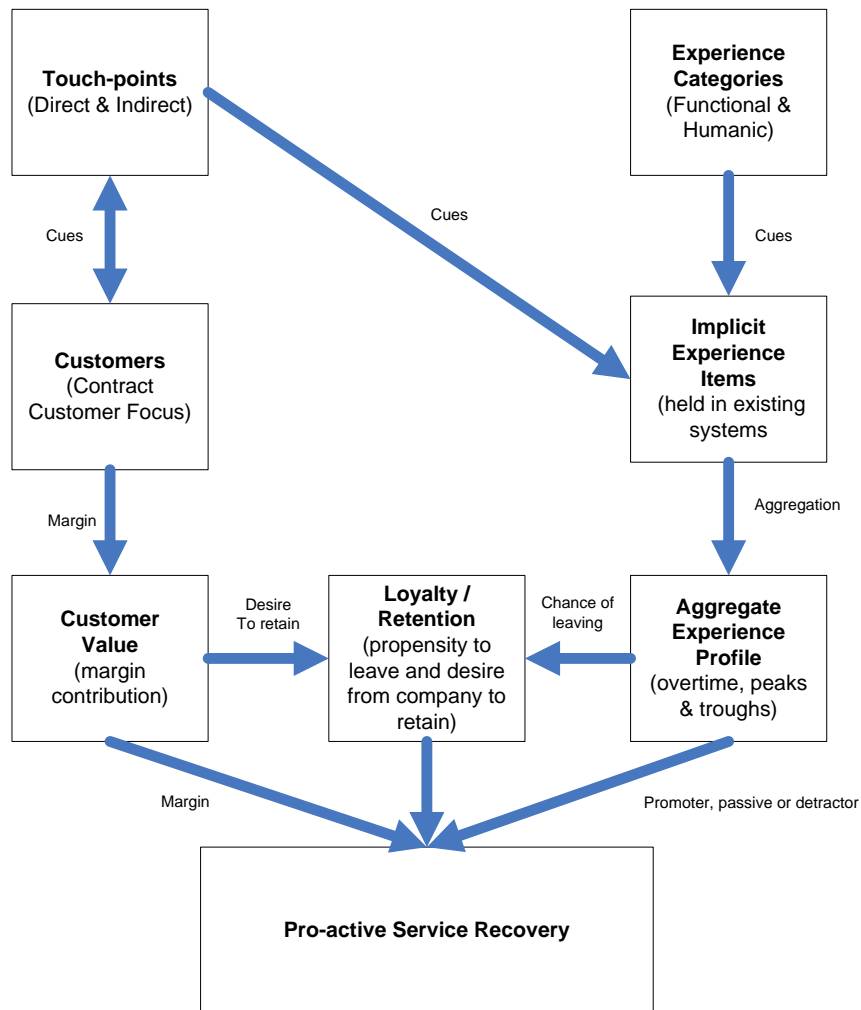 Touch-points
(Direct & Indirect)
Experience
Categories
(Functional &
Humanic)
Cues
Cues
Cues
Customers
(Contract
Customer Focus)
Implicit
Experience
Items
(held in existing
systems
Margin
Aggregation
Customer
Value
(margin
contribution)
Desire
To retain
Loyalty /
Retention
(propensity to
leave and desire
from company to
retain)
Chance of
leaving
Aggregate
Experience
Profile
(overtime, peaks
& troughs)
Margin
Promoter, passive or detractor
Pro-active Service Recovery